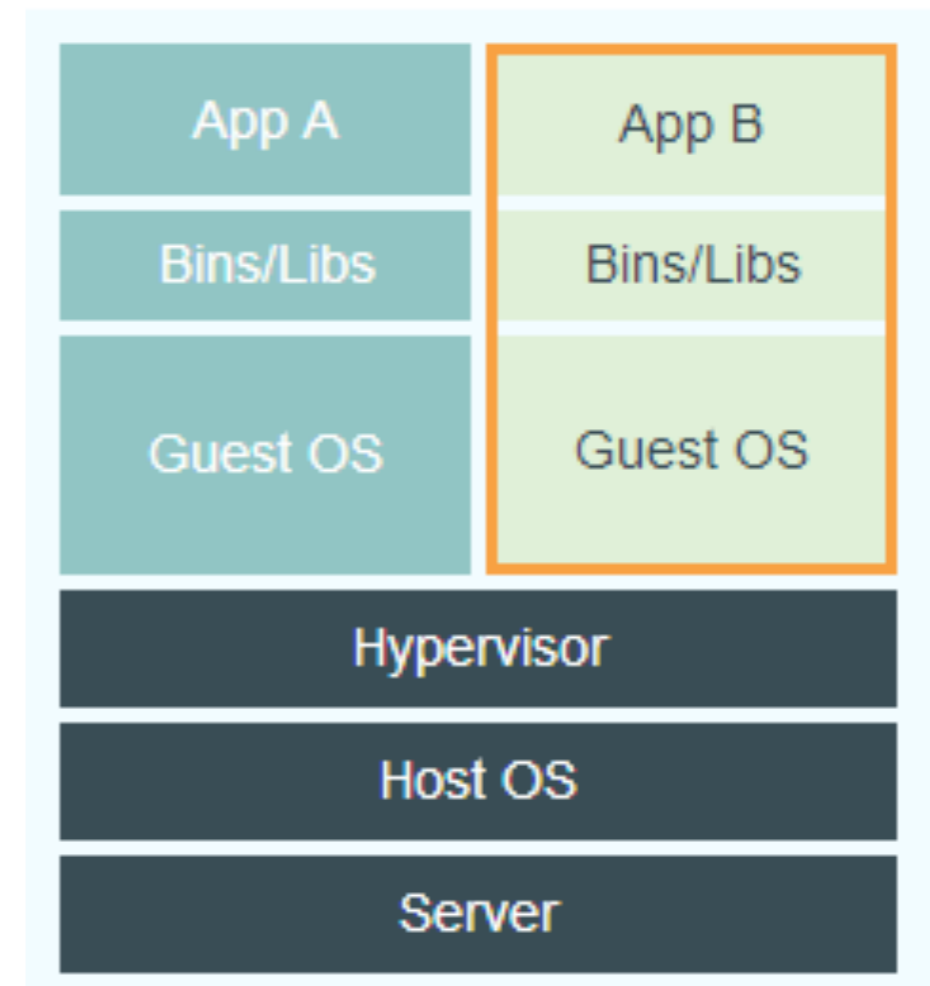 App A
App B
Bins/Libs
Bins/Libs
Guest OS
Guest OS
Hypervisor
Host OS
Server